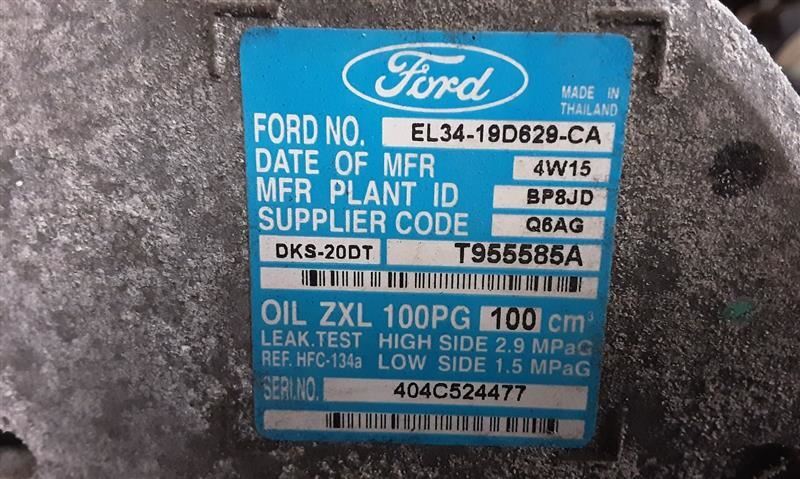 Ford
MADE IN
THAILAND
FORD NO. EL34-19D629-CA
DATE OF MFR 4W15
MFR PLANT ID BP8JD
SUPPLIER CODE Q6AG
DKS-20DT T955585A
OIL ZXL 100PG 100 cm³
LEAK.TEST HIGH SIDE 2.9 MPaG
REF. HFC-134a LOW SIDE 1.5 MPaG
SERI.NO. 404C524477